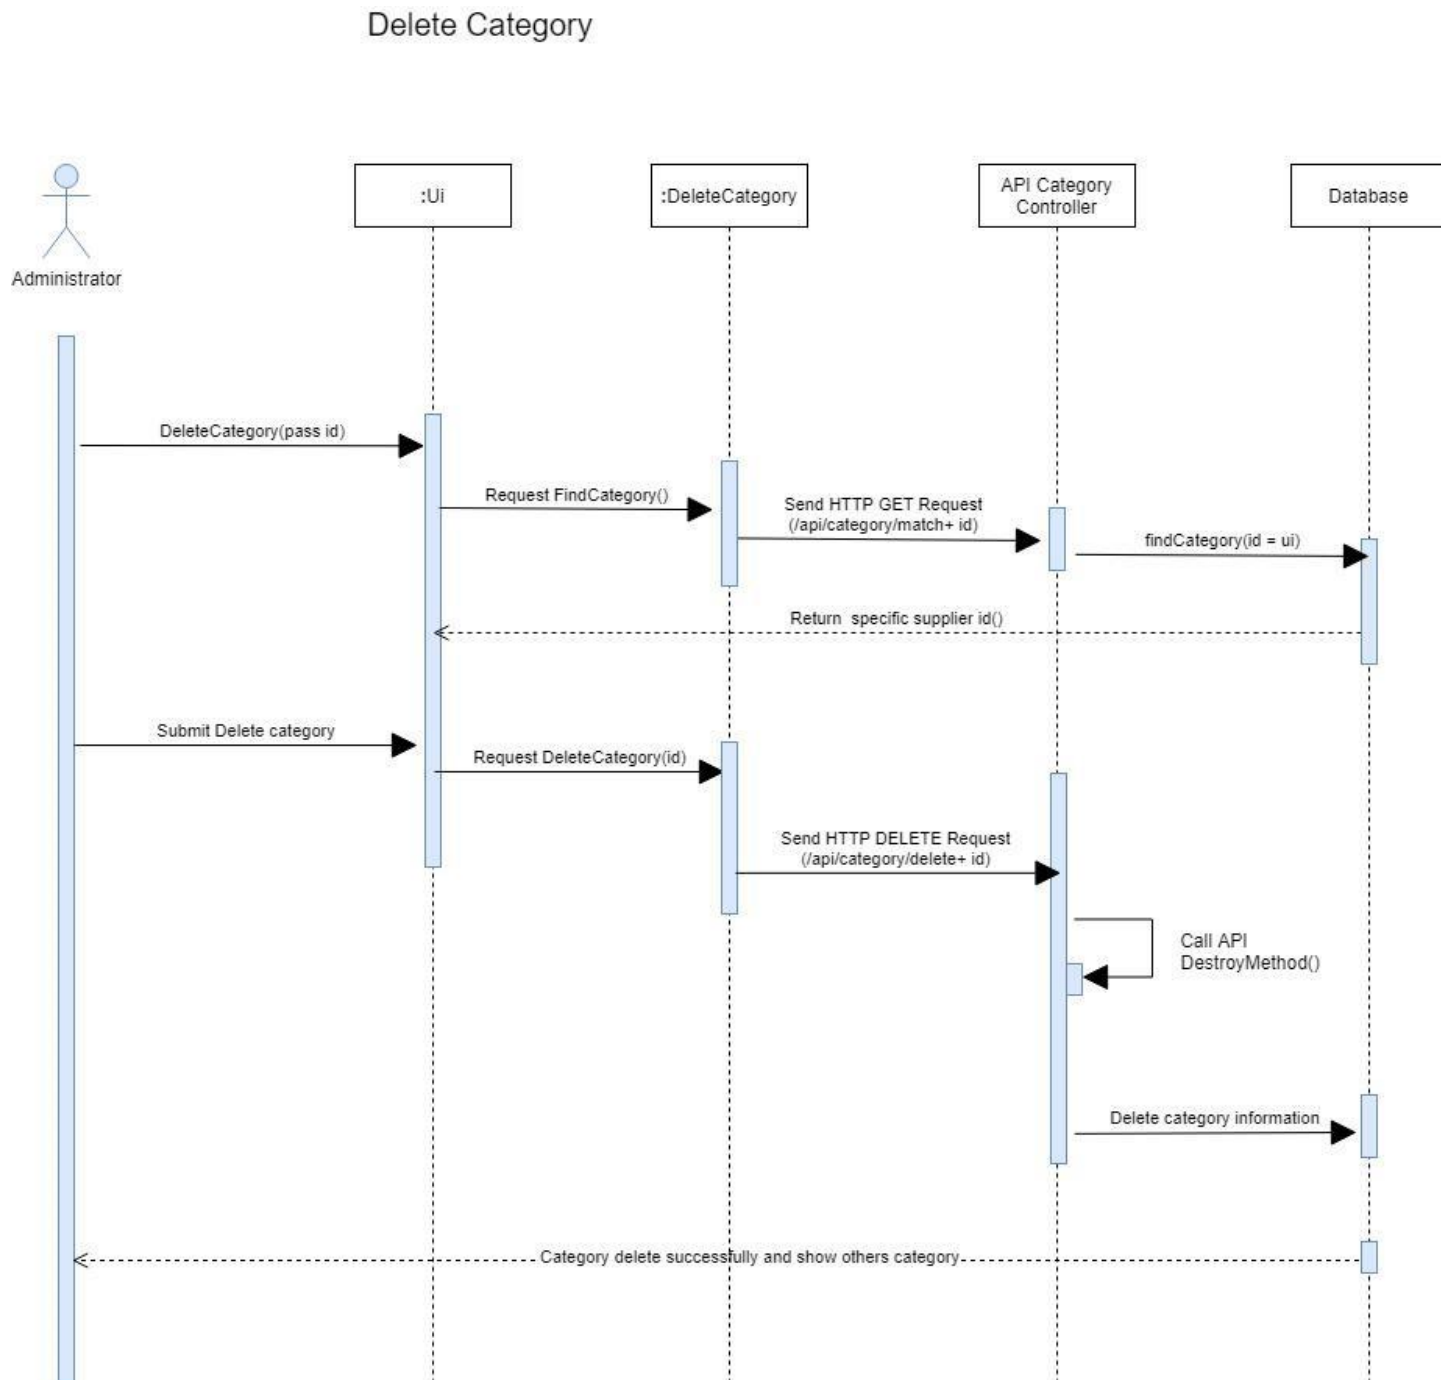 Delete Category
:Ui
:DeleteCategory
API Category
Controller
Database
Administrator
DeleteCategory(pass id)
Request FindCategory()
Send HTTP GET Request
(/api/category/match+ id)
findCategory(id = ui)
Return  specific supplier id()
Submit Delete category
Request DeleteCategory(id)
Send HTTP DELETE Request
(/api/category/delete+ id)
Call API
DestroyMethod()
Delete category information
Category delete successfully and show others category